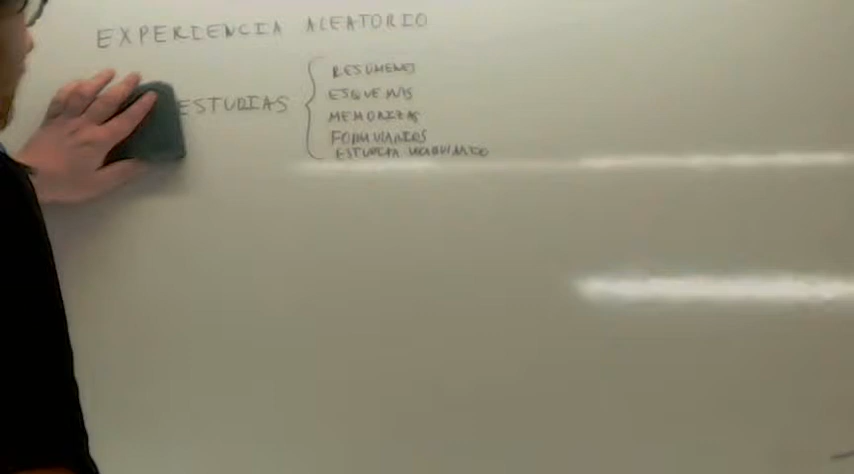 EXPERIENCIA ALEATORIO
ESTUDIAS
RESUMENES
ESQUEMAS
MEMORIZAS
FORMULARIOS
ESTUDIA